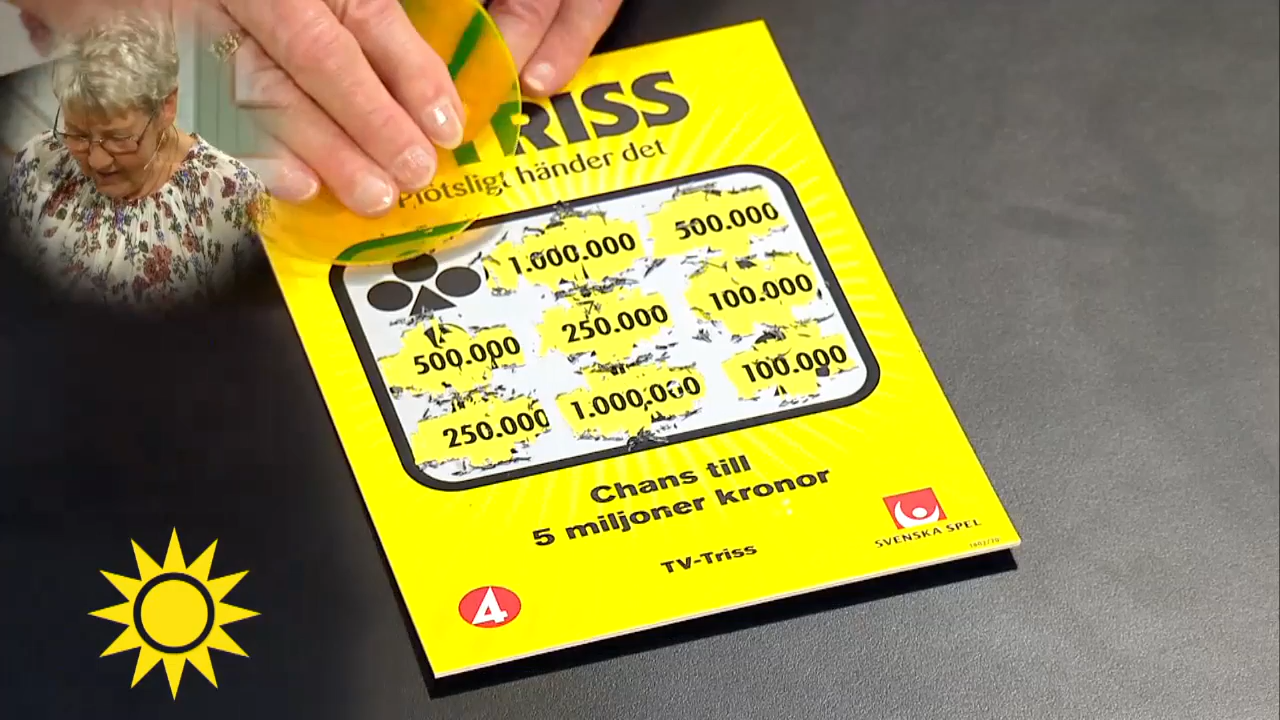 TRISS
Plötsligt händer det
1.000.000 500.000
500.000 250.000 100.000
250.000 1.000.000 100.000
Chans till
5 miljoner kronor
TV-Triss
SVENSKA SPEL
4